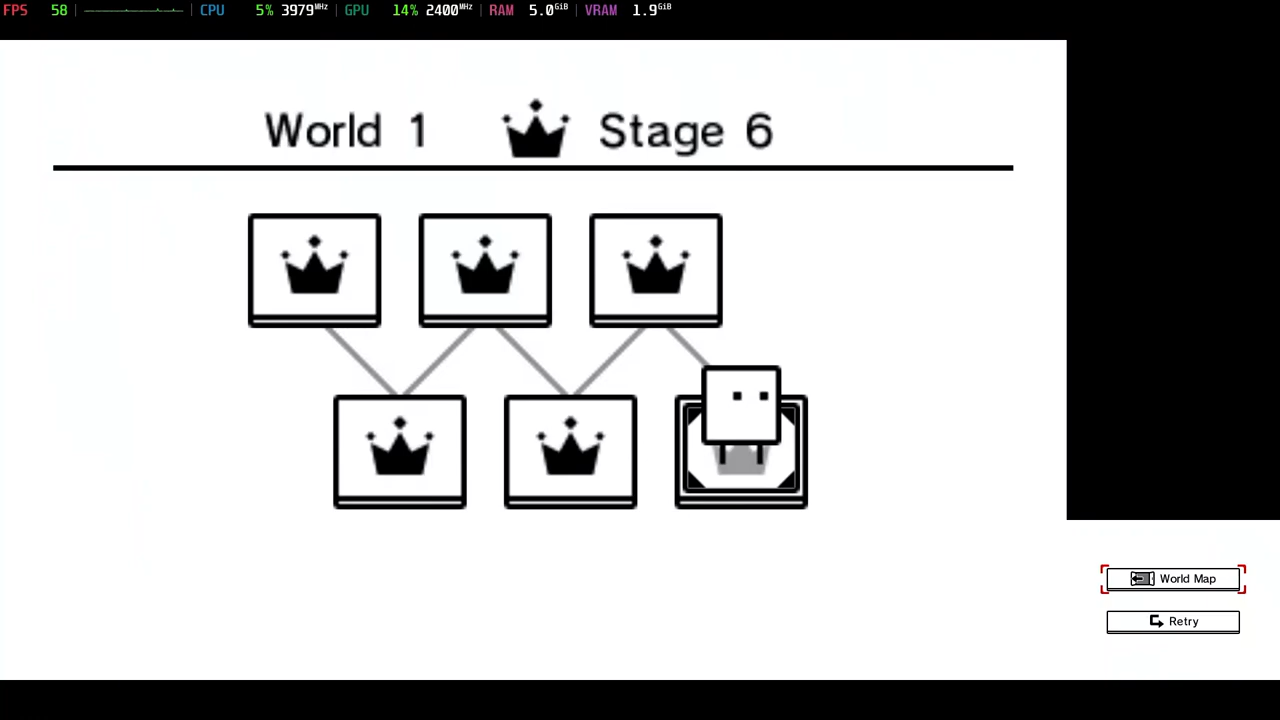 FPS 58 CPU 5% 3979MHz GPU 14% 2400MHz RAM 5.0GiB VRAM 1.9GiB
World 1 Stage 6
World Map
Retry